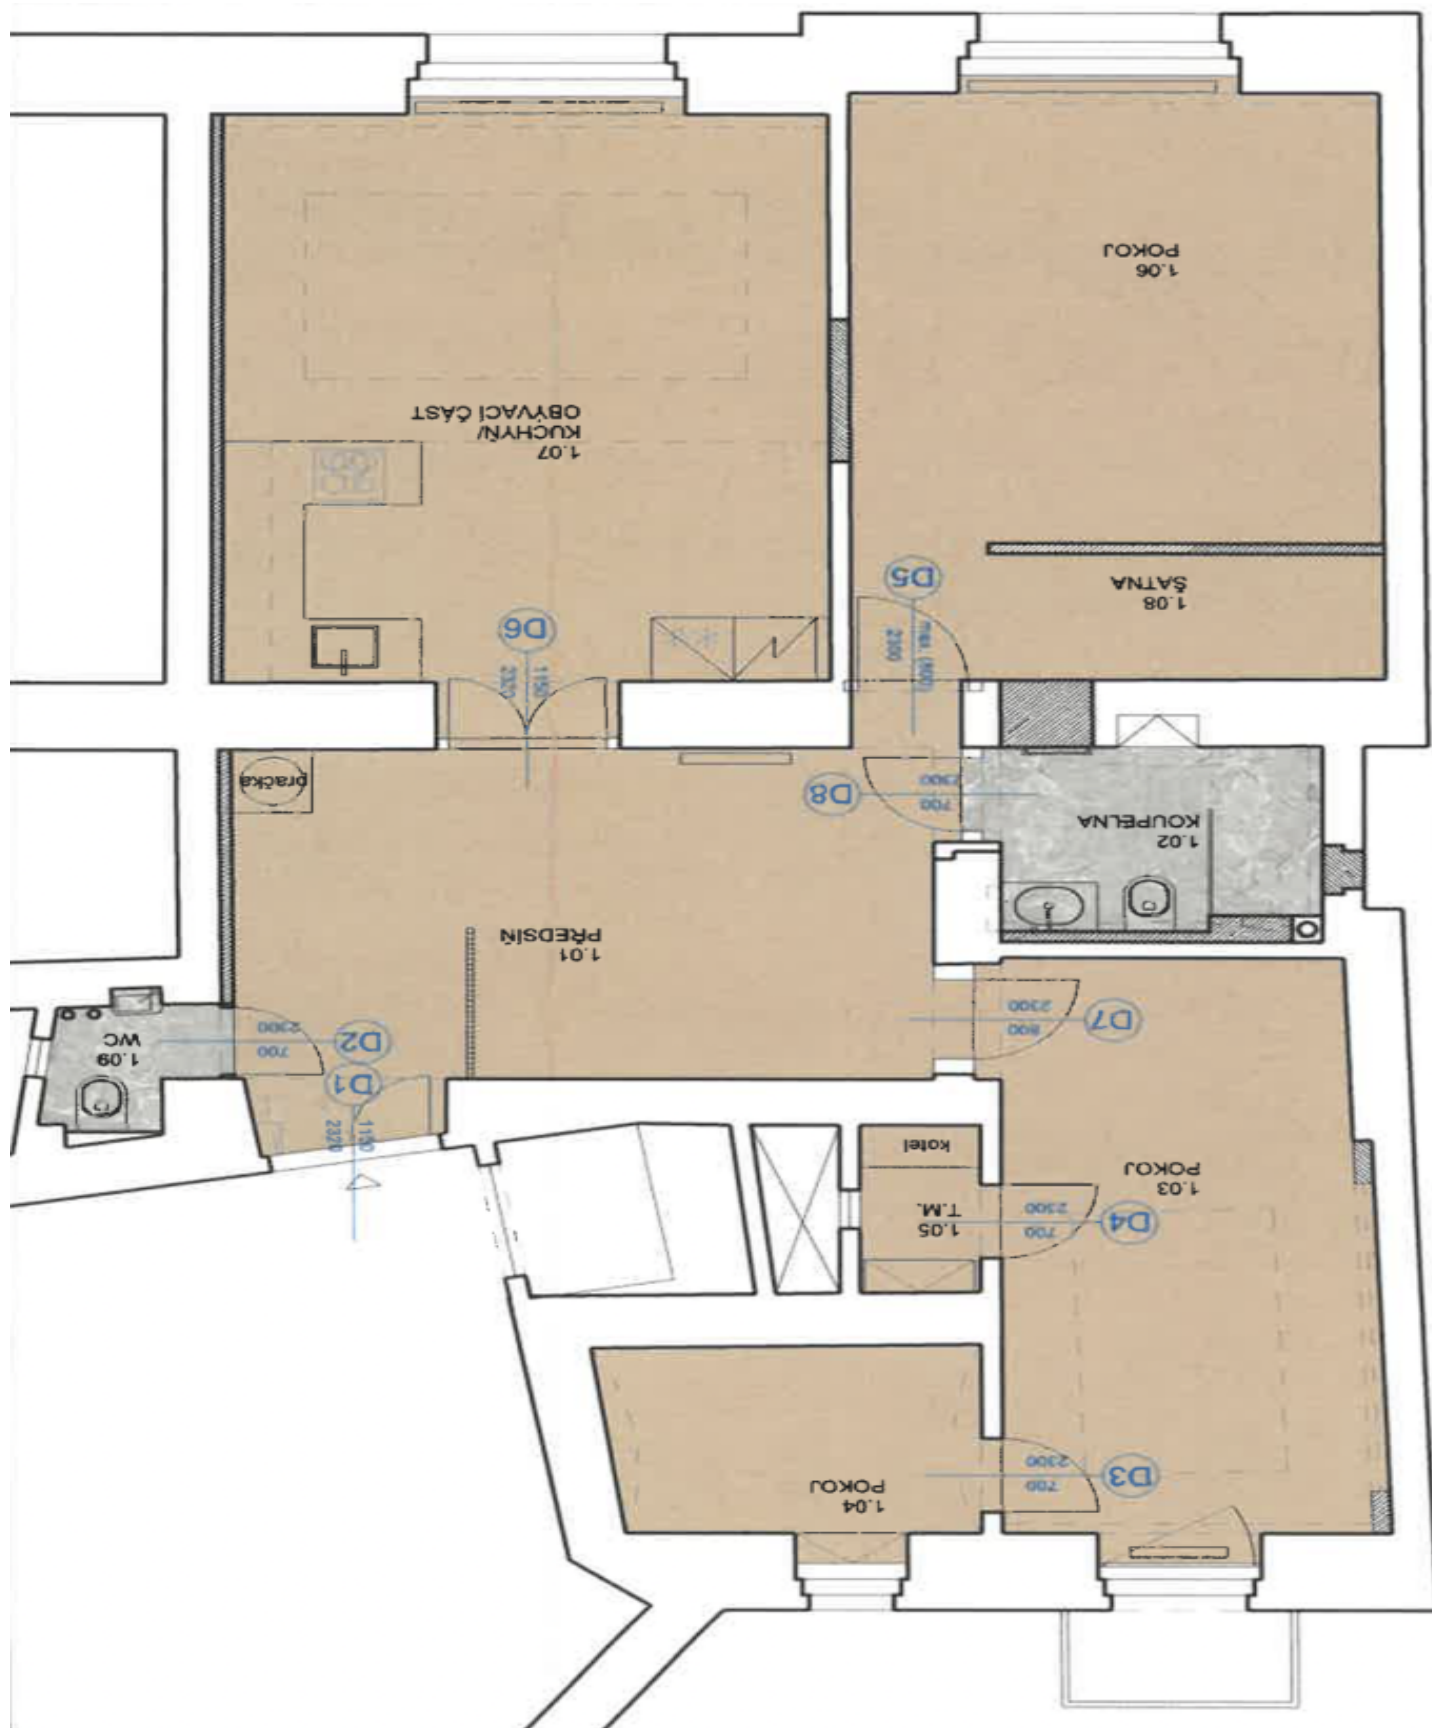 1.04
POKOJ
D3
700
2300
D4
700
2300
1.05
T.M.
1.03
POKOJ
kotel
D1
1150
2320
D7
800
2300
D2
700
2300
1.09
WC
1.01
PŘEDSÍŇ
1.02
KOUPELNA
D8
700
2300
pračka
D6
1150
2320
D5
max. (800)
2300
1.08
ŠATNA
1.07
KUCHYŇ/
OBÝVACÍ ČÁST
1.06
POKOJ